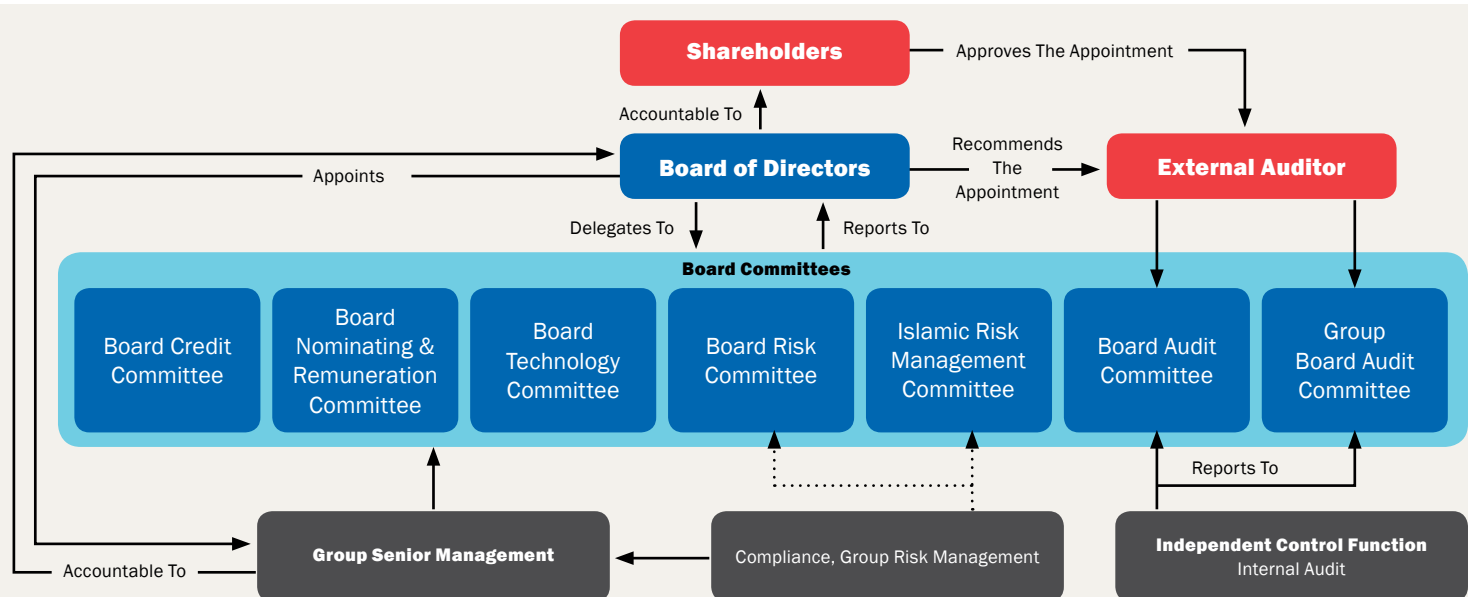 Shareholders
Approves The Appointment
Accountable To
Board of Directors
Recommends
The
Appointment
External Auditor
Appoints
Delegates To
Reports To
Board Committees
Board Credit
Committee
Board
Nominating &
Remuneration
Committee
Board
Technology
Committee
Board Risk
Committee
Islamic Risk
Management
Committee
Board Audit
Committee
Group
Board Audit
Committee
Reports To
Group Senior Management
Compliance, Group Risk Management
Independent Control Function
Internal Audit
Accountable To